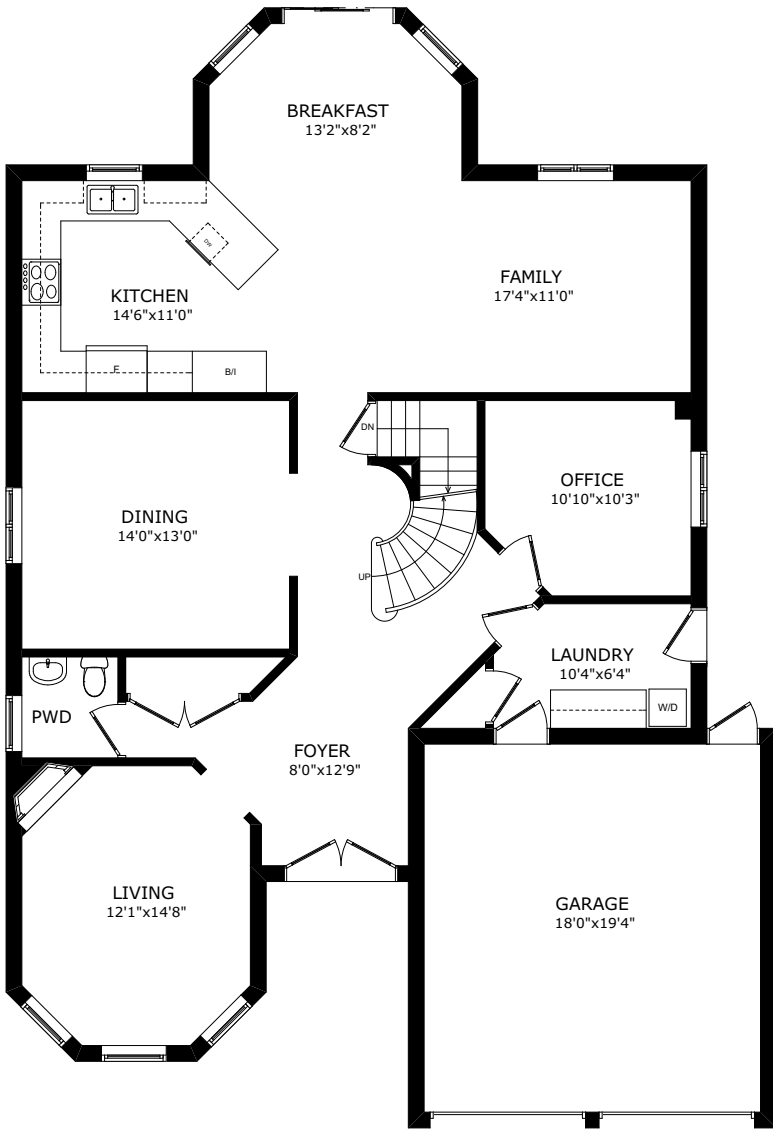 BREAKFAST
13'2"x8'2"
DW
FAMILY
17'4"x11'0"
KITCHEN
14'6"x11'0"
F
B/I
DN
OFFICE
10'10"x10'3"
DINING
14'0"x13'0"
UP
LAUNDRY
10'4"x6'4"
W/D
PWD
FOYER
8'0"x12'9"
LIVING
12'1"x14'8"
GARAGE
18'0"x19'4"